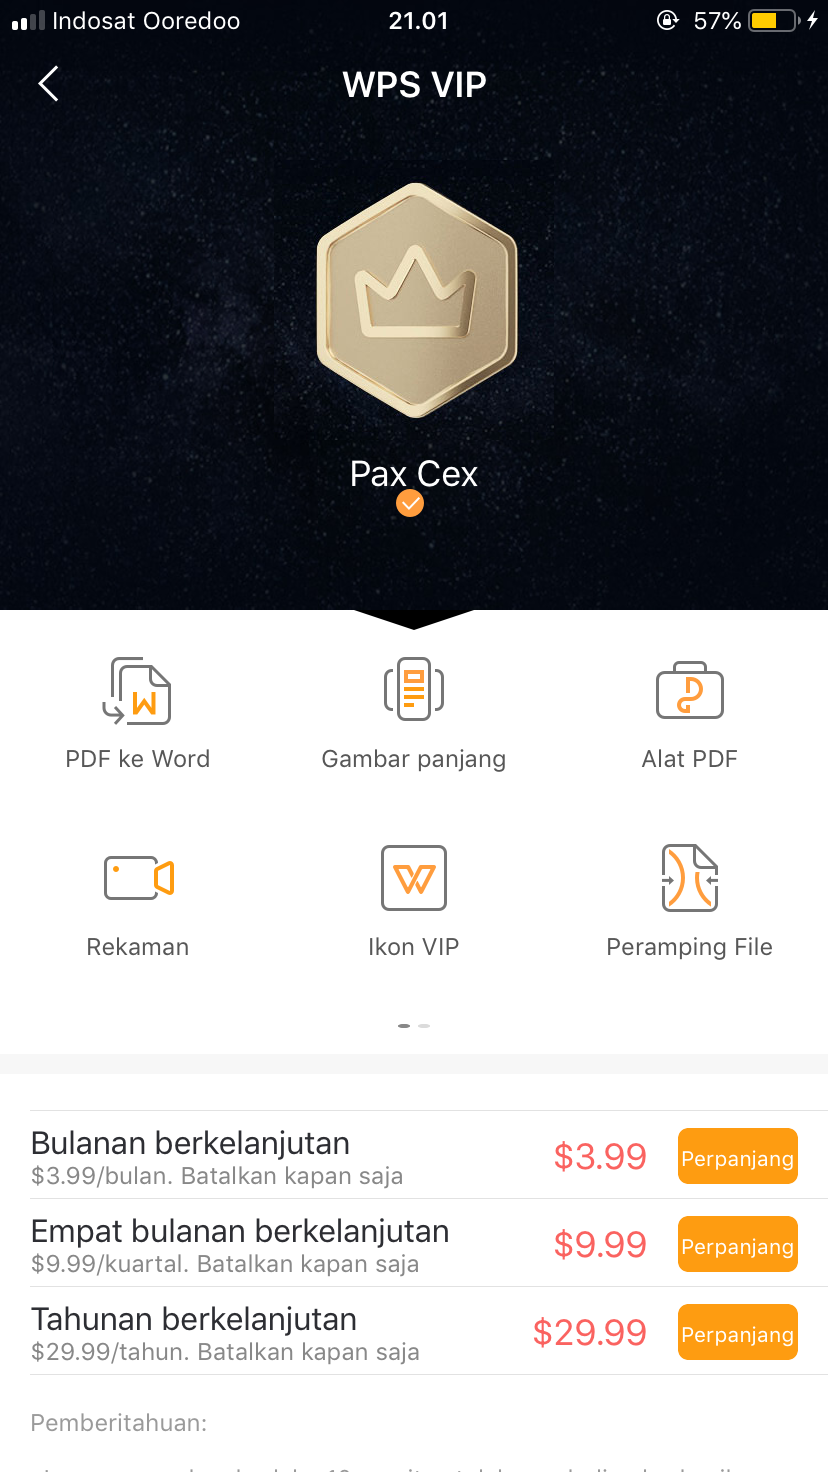 Indosat Ooredoo 21.01 57%
WPS VIP
Pax Cex
PDF ke Word Gambar panjang Alat PDF
Rekaman Ikon VIP Peramping File
Bulanan berkelanjutan $3.99 Perpanjang
$3.99/bulan. Batalkan kapan saja
Empat bulanan berkelanjutan $9.99 Perpanjang
$9.99/kuartal. Batalkan kapan saja
Tahunan berkelanjutan $29.99 Perpanjang
$29.99/tahun. Batalkan kapan saja
Pemberitahuan: